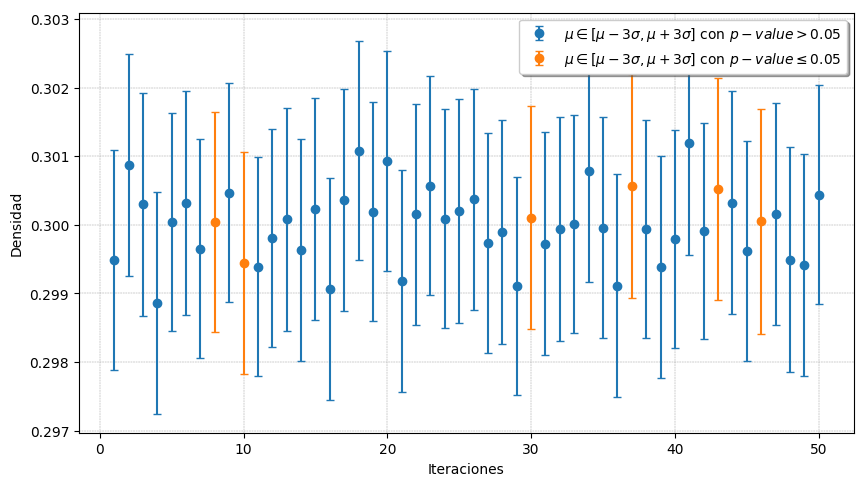 0.303
0.302
0.301
0.300
0.299
0.298
0.297
Densidad
μ ∈ [μ − 3σ, μ + 3σ] con p − value > 0.05
μ ∈ [μ − 3σ, μ + 3σ] con p − value ≤ 0.05
0 10 20 30 40 50
Iteraciones